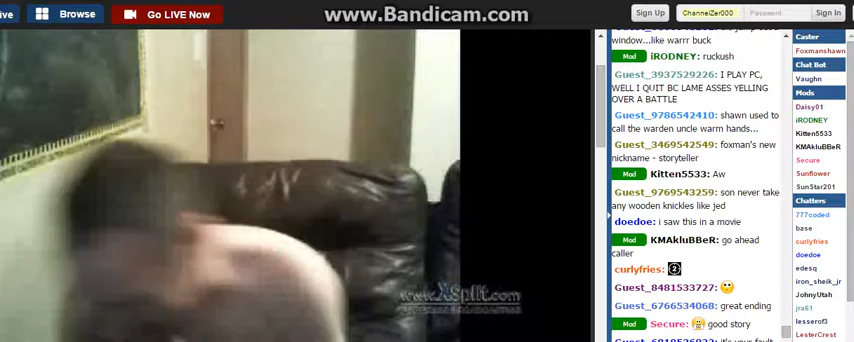 ive
Browse
Go LIVE Now
www.Bandicam.com
Sign Up
ChannelZer000
Password
Sign In
www.XSplit.com
window...like warrr buck
Mod iRODNEY: ruckush
Guest_3937529226: I PLAY PC,
WELL I QUIT BC LAME ASSES YELLING
OVER A BATTLE
Guest_9786542410: shawn used to
call the warden uncle warm hands...
Guest_3469542549: foxman's new
nickname - storyteller
Mod Kitten5533: Aw
Guest_9769543259: son never take
any wooden knickles like jed
doedoe: i saw this in a movie
Mod KMAkluBBeR: go ahead
caller
curlyfries:
Guest_8481533727:
Guest_6766534068: great ending
Mod Secure: good story
Caster
Foxmanshawn
Chat Bot
Vaughn
Mods
Daisy01
iRODNEY
Kitten5533
KMAkluBBeR
Secure
Sunflower
SunStar201
Chatters
777coded
base
curlyfries
doedoe
edesq
iron_sheik_jr
JohnyUtah
jra61
lesserof3
LesterCrest